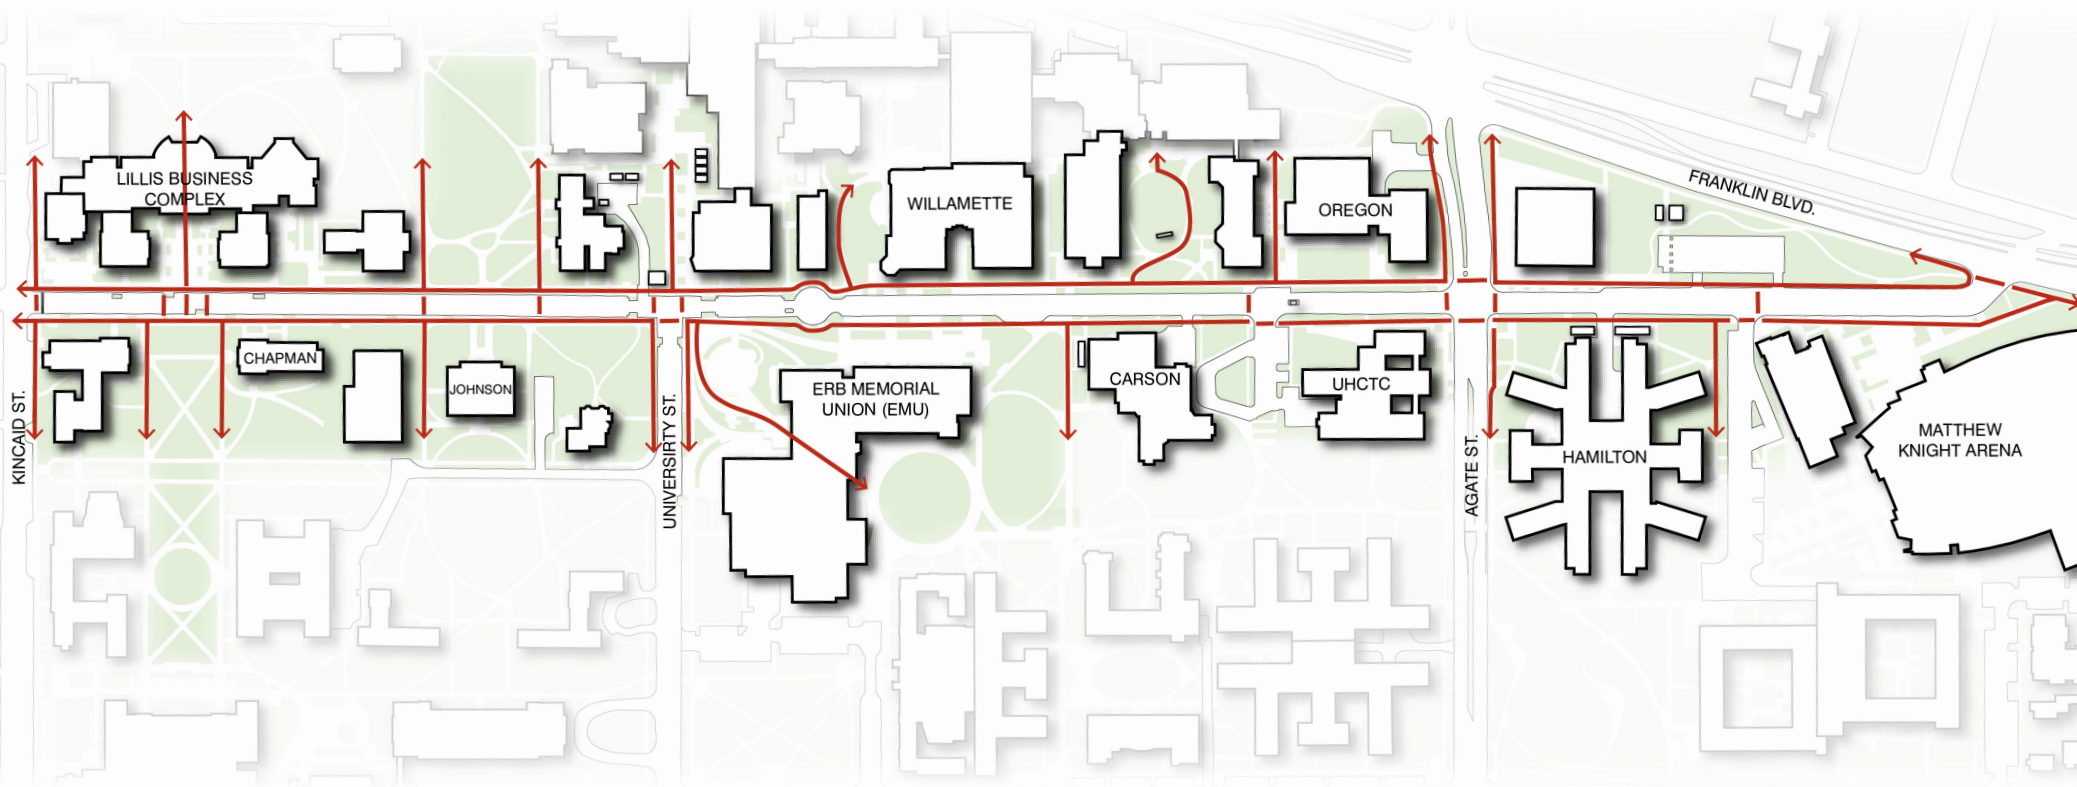 LILLIS BUSINESS
COMPLEX
WILLAMETTE
OREGON
FRANKLIN BLVD.
KINCAID ST.
CHAPMAN
JOHNSON
UNIVERSIRTY ST.
ERB MEMORIAL
UNION (EMU)
CARSON
UHCTC
AGATE ST.
HAMILTON
MATTHEW
KNIGHT ARENA